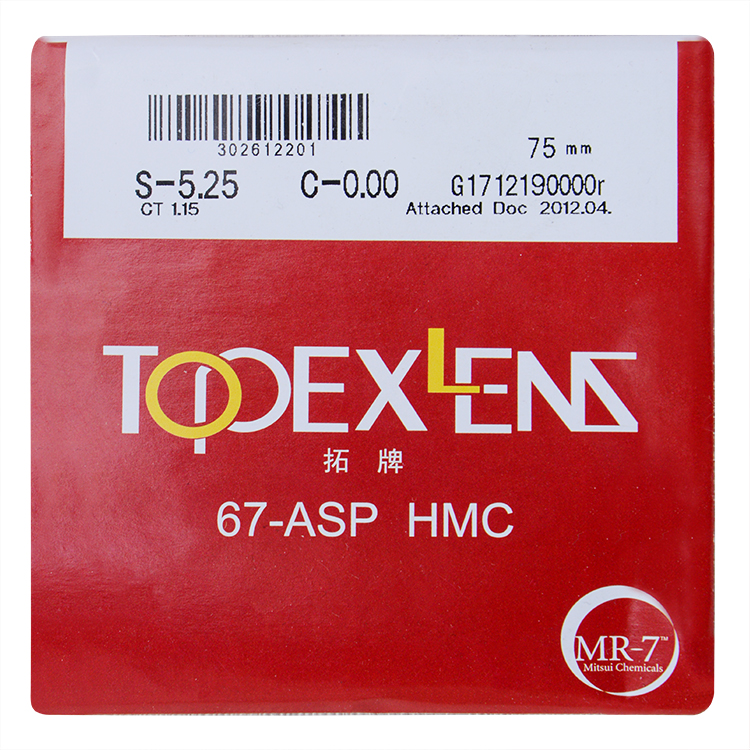 302612201
75 mm
S-5.25 C-0.00 G1712190000r
CT 1.15 Attached Doc 2012.04.
TOPEXLENS
拓牌
67-ASP HMC
MR-7™
Mitsui Chemicals